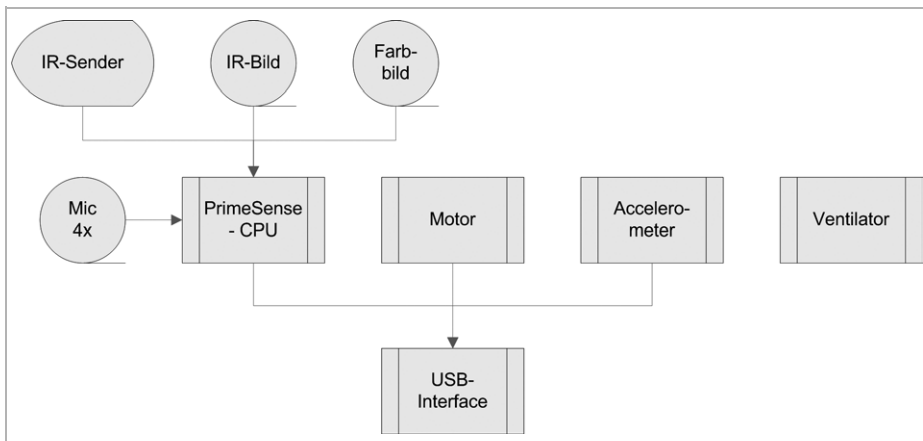 IR-Sender
IR-Bild
Farb-
bild
Mic
4x
PrimeSense
- CPU
Motor
Accelero-
meter
Ventilator
USB-
Interface